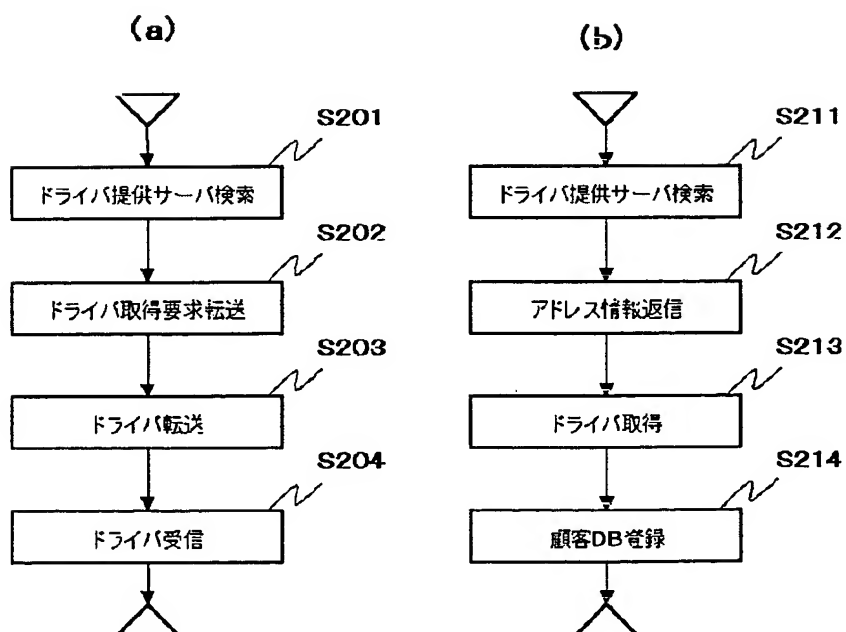 (a)
S201
ドライバ提供サーバ検索
S202
ドライバ取得要求転送
S203
ドライバ転送
S204
ドライバ受信
(b)
S211
ドライバ提供サーバ検索
S212
アドレス情報返信
S213
ドライバ取得
S214
顧客DB登録